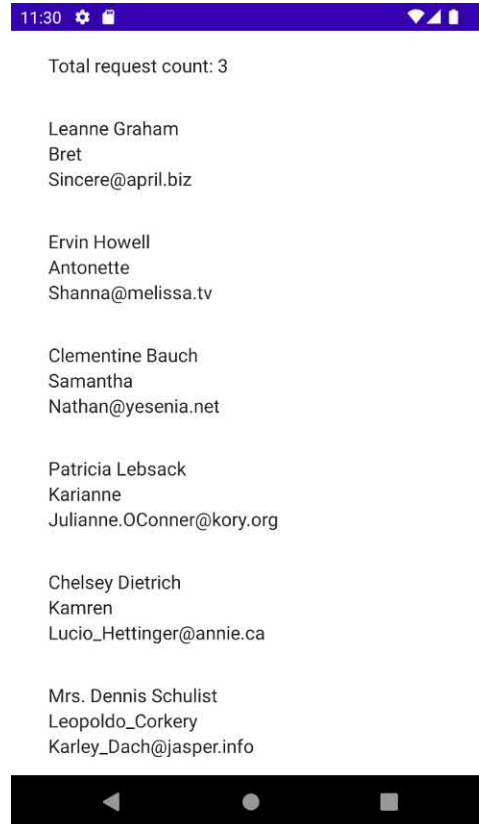 11:30
Total request count: 3
Leanne Graham
Bret
Sincere@april.biz
Ervin Howell
Antonette
Shanna@melissa.tv
Clementine Bauch
Samantha
Nathan@yesenia.net
Patricia Lebsack
Karianne
Julianne.OConner@kory.org
Chelsey Dietrich
Kamren
Lucio_Hettinger@annie.ca
Mrs. Dennis Schulist
Leopoldo_Corkery
Karley_Dach@jasper.info